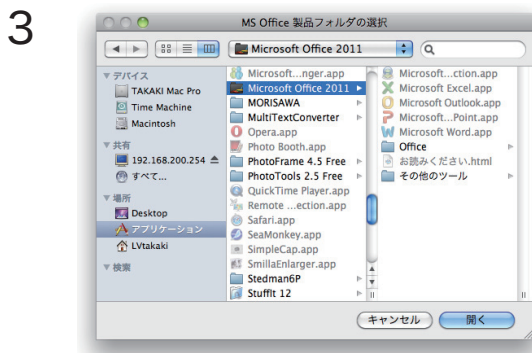 3
MS Office 製品フォルダの選択
Microsoft Office 2011
デバイス
TAKAKI Mac Pro
Time Machine
Macintosh
共有
192.168.200.254
すべて...
場所
Desktop
アプリケーション
LVtakaki
検索
Microsoft...nger.app
Microsoft Office 2011
MORISAWA
MultiTextConverter
Opera.app
Photo Booth.app
PhotoFrame 4.5 Free
PhotoTools 2.5 Free
QuickTime Player.app
Remote ...ection.app
Safari.app
SeaMonkey.app
SimpleCap.app
SmillaEnlarger.app
Stedman6P
StuffIt 12
Microsoft...ction.app
Microsoft Excel.app
Microsoft Outlook.app
Microsoft...Point.app
Microsoft Word.app
Office
お読みください.html
その他のツール
キャンセル
開く